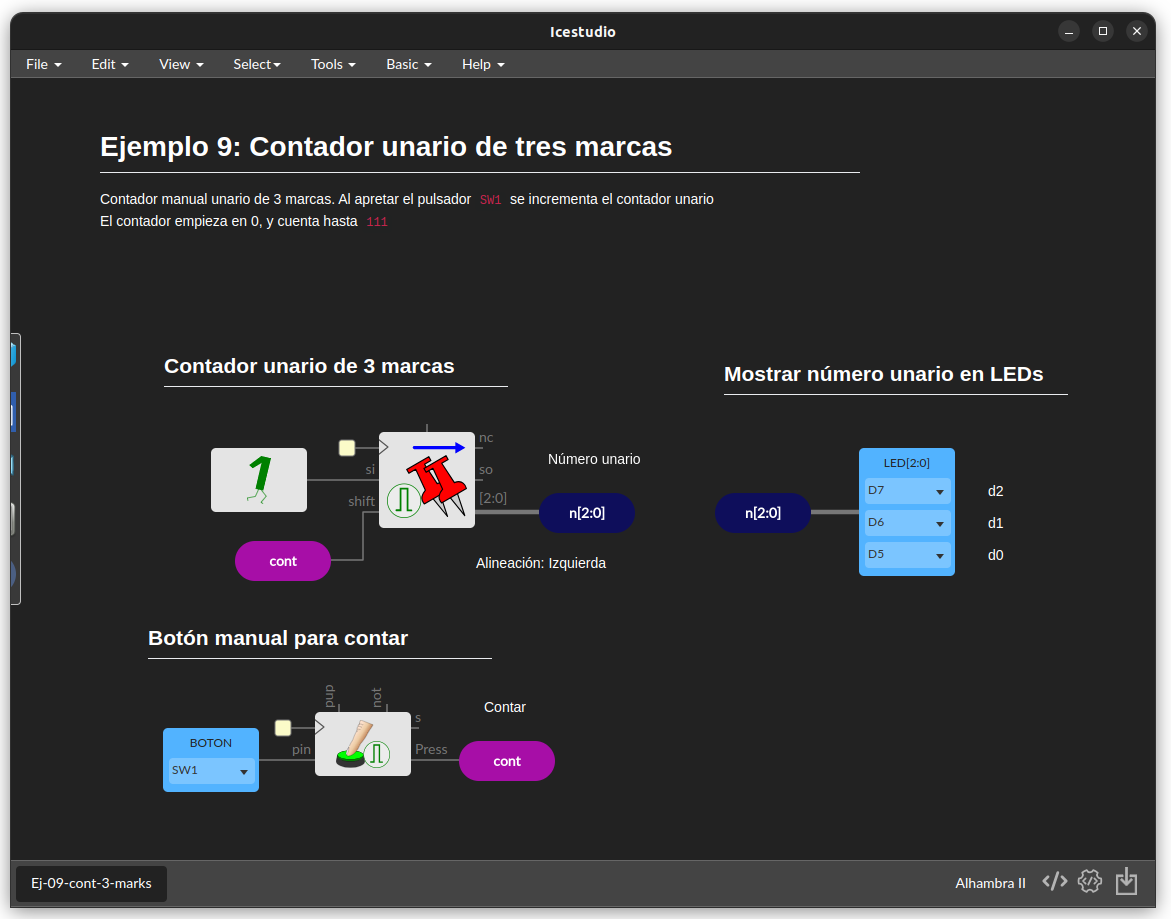 Icestudio
File Edit View Select Tools Basic Help
Ejemplo 9: Contador unario de tres marcas
Contador manual unario de 3 marcas. Al apretar el pulsador SW1 se incrementa el contador unario
El contador empieza en 0, y cuenta hasta 111
Contador unario de 3 marcas
Mostrar número unario en LEDs
nc
si
so
shift
[2:0]
1
Número unario
n[2:0]
cont
Alineación: Izquierda
n[2:0]
LED[2:0]
D7
d2
D6
d1
D5
d0
Botón manual para contar
pup
not
s
Contar
BOTON
SW1
pin
Press
cont
Ej-09-cont-3-marks
Alhambra II